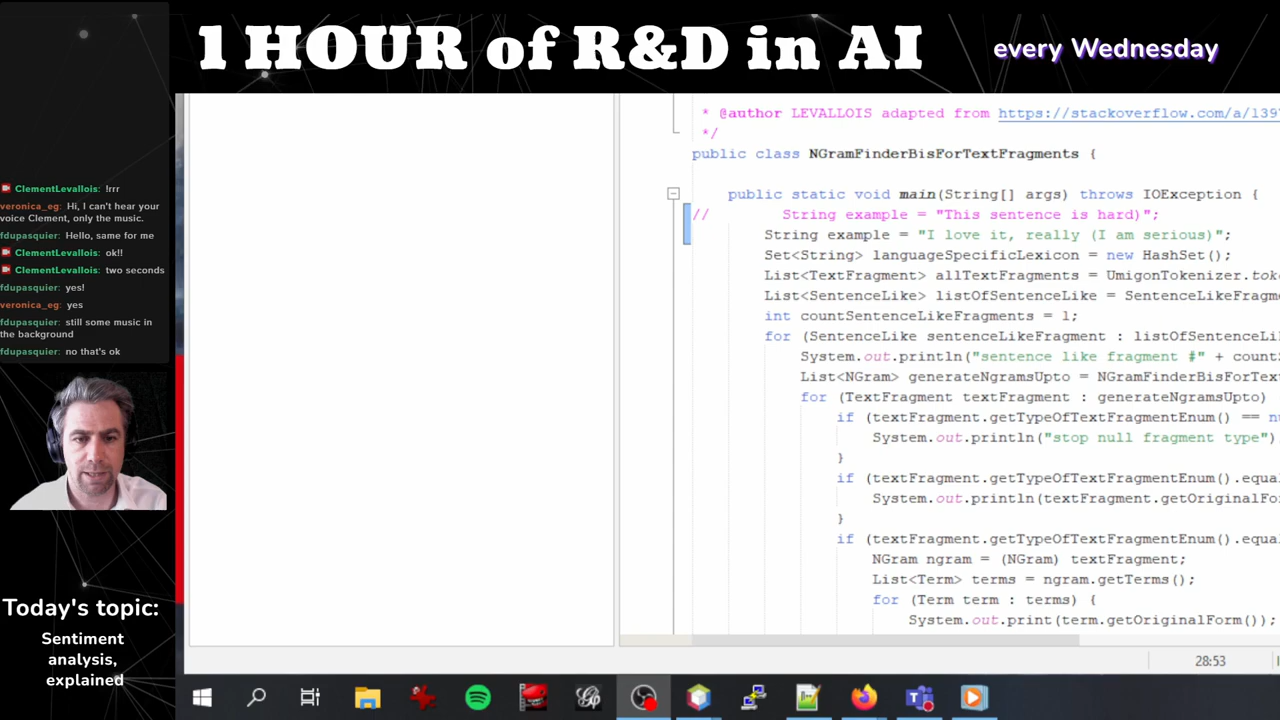 1 HOUR of R&D in AI
every Wednesday
ClementLevallois: !rrr
veronica_eg: Hi, I can't hear your
voice Clement, only the music.
fdupasquier: Hello, same for me
ClementLevallois: ok!!
ClementLevallois: two seconds
fdupasquier: yes!
veronica_eg: yes
fdupasquier: still some music in
the background
fdupasquier: no that's ok
Today's topic:
Sentiment
analysis,
explained
* @author LEVALLOIS adapted from https://stackoverflow.com/a/139
*/
public class NGramFinderBisForTextFragments {
public static void main(String[] args) throws IOException {
// String example = "This sentence is hard)";
String example = "I love it, really (I am serious)";
Set<String> languageSpecificLexicon = new HashSet();
List<TextFragment> allTextFragments = UmigonTokenizer.toke
List<SentenceLike> listOfSentenceLike = SentenceLikeFragme
int countSentenceLikeFragments = 1;
for (SentenceLike sentenceLikeFragment : listOfSentenceLi
System.out.println("sentence like fragment #" + count
List<NGram> generateNgramsUpto = NGramFinderBisForTex
for (TextFragment textFragment : generateNgramsUpto)
if (textFragment.getTypeOfTextFragmentEnum() == nu
System.out.println("stop null fragment type")
}
if (textFragment.getTypeOfTextFragmentEnum().equa
System.out.println(textFragment.getOriginalFo
}
if (textFragment.getTypeOfTextFragmentEnum().equa
NGram ngram = (NGram) textFragment;
List<Term> terms = ngram.getTerms();
for (Term term : terms) {
System.out.print(term.getOriginalForm());
28:53